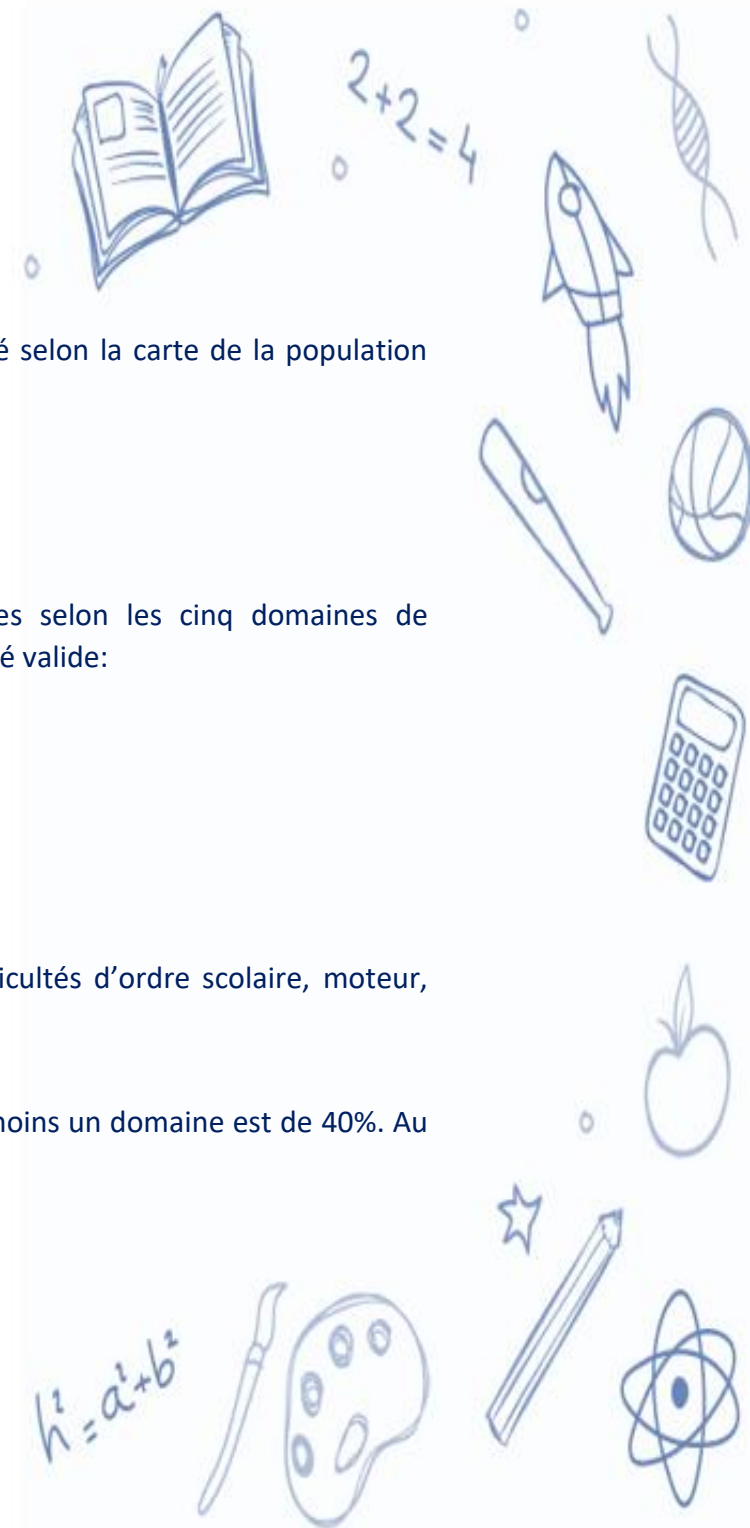 2+2=4
é selon la carte de la population
es selon les cinq domaines de
é valide:
icultés d’ordre scolaire, moteur,
noins un domaine est de 40%. Au
h²=a²+b²